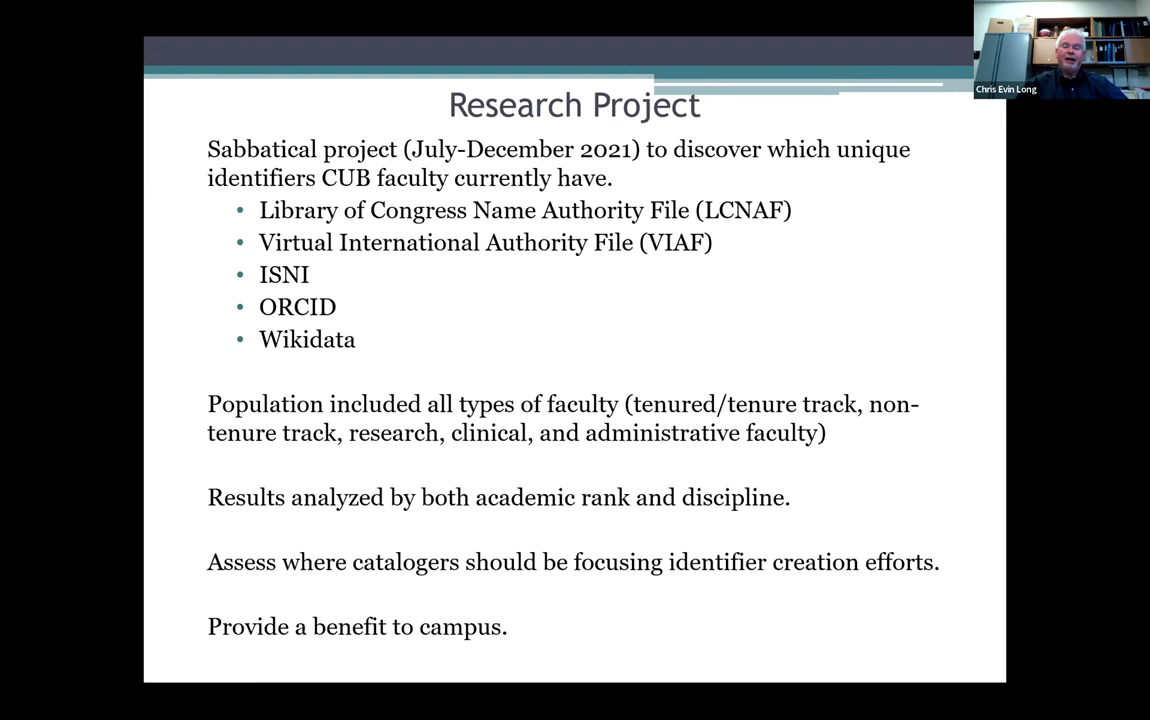 Research Project
Sabbatical project (July-December 2021) to discover which unique
identifiers CUB faculty currently have.
• Library of Congress Name Authority File (LCNAF)
• Virtual International Authority File (VIAF)
• ISNI
• ORCID
• Wikidata
Population included all types of faculty (tenured/tenure track, non-
tenure track, research, clinical, and administrative faculty)
Results analyzed by both academic rank and discipline.
Assess where catalogers should be focusing identifier creation efforts.
Provide a benefit to campus.
Chris Evin Long